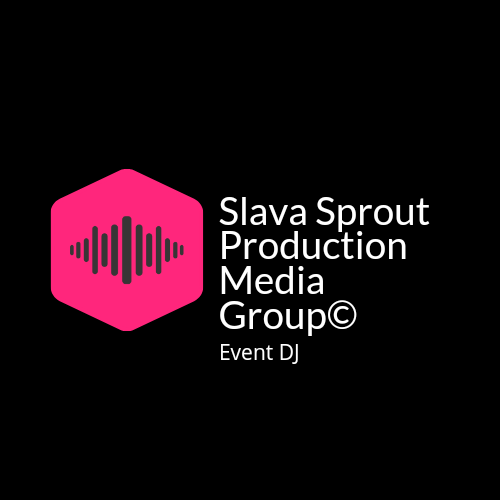 Slava Sprout
Production
Media
Group©
Event DJ